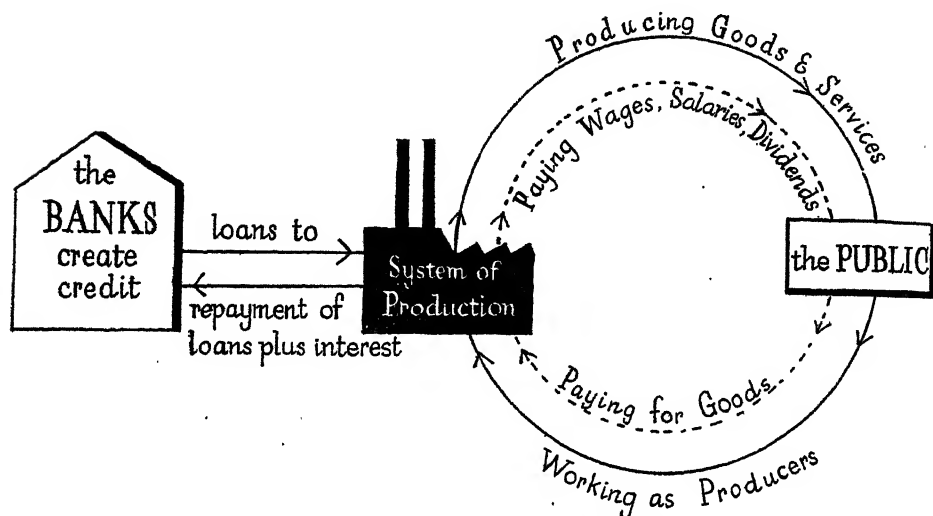 Producing Goods & Services
Paying Wages, Salaries, Dividends
the
BANKS
create
credit
loans to
repayment of
loans plus interest
System of
Production
the PUBLIC
Paying for Goods
Working as Producers